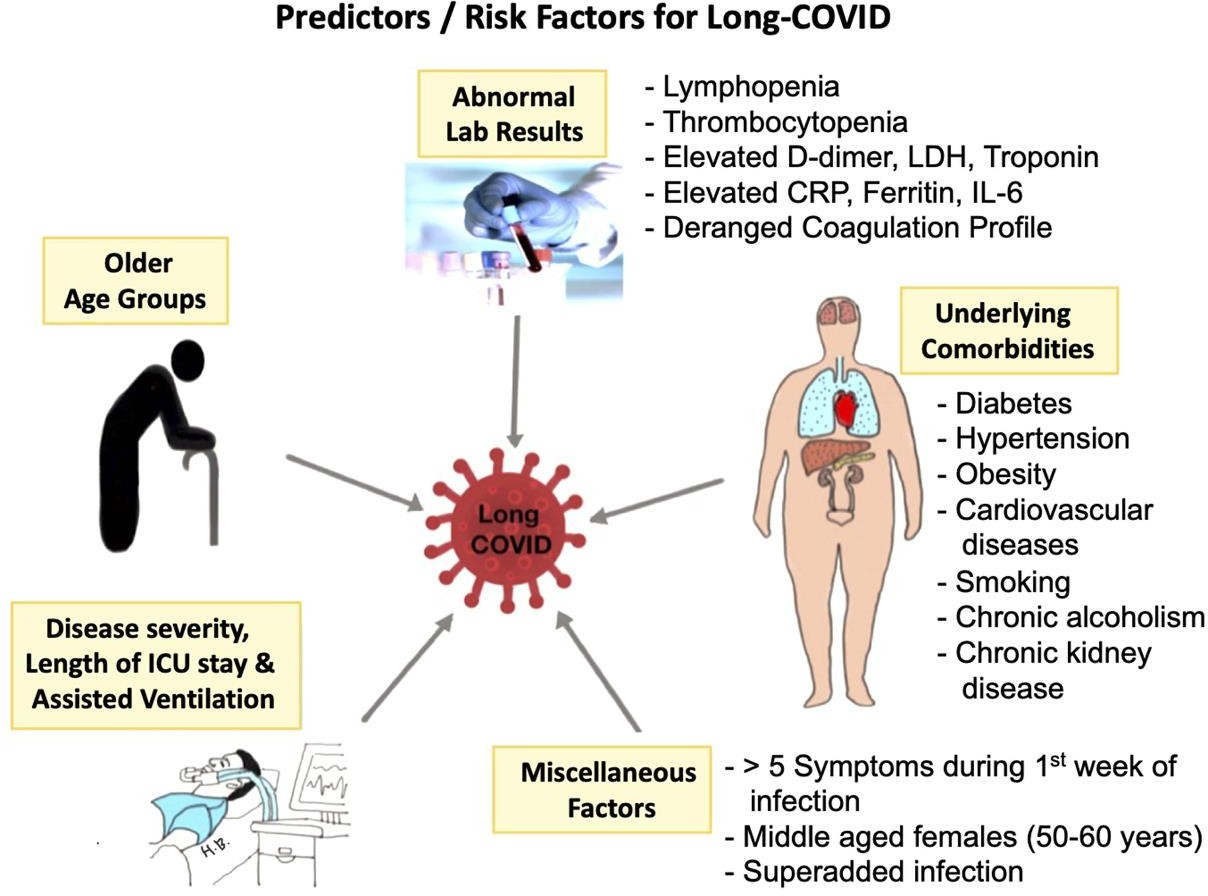 Predictors / Risk Factors for Long-COVID
Abnormal
Lab Results
- Lymphopenia
- Thrombocytopenia
- Elevated D-dimer, LDH, Troponin
- Elevated CRP, Ferritin, IL-6
- Deranged Coagulation Profile
Older
Age Groups
Underlying
Comorbidities
- Diabetes
- Hypertension
- Obesity
- Cardiovascular
diseases
- Smoking
- Chronic alcoholism
- Chronic kidney
disease
Long
COVID
Disease severity,
Length of ICU stay &
Assisted Ventilation
H.B.
Miscellaneous
Factors
- > 5 Symptoms during 1st week of
infection
- Middle aged females (50-60 years)
- Superadded infection